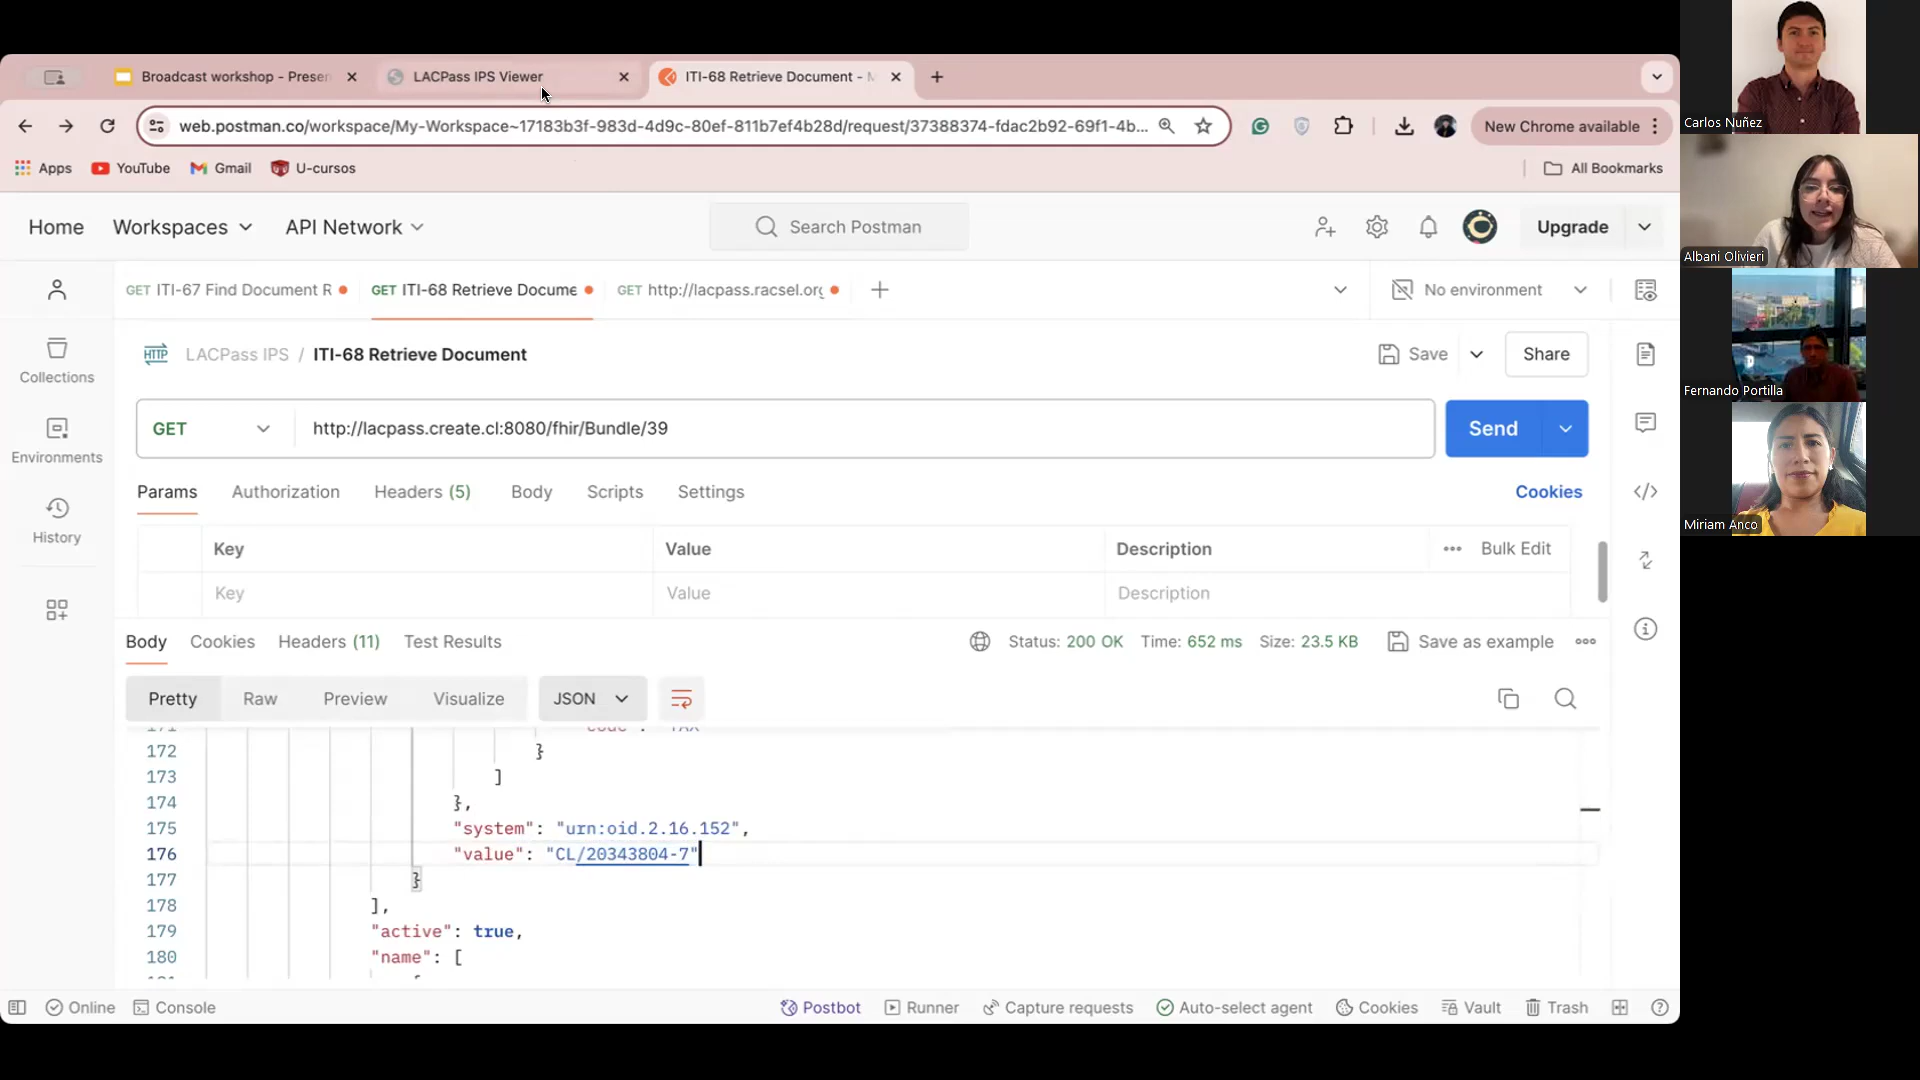 Broadcast workshop - Presen
LACPass IPS Viewer
ITI-68 Retrieve Document - M
web.postman.co/workspace/My-Workspace~17183b3f-983d-4d9c-80ef-811b7ef4b28d/request/37388374-fdac2b92-69f1-4b...
New Chrome available
Apps
YouTube
Gmail
U-cursos
All Bookmarks
Home
Workspaces
API Network
Search Postman
Upgrade
GET ITI-67 Find Document R
GET ITI-68 Retrieve Docume
GET http://lacpass.racsel.org
No environment
LACPass IPS / ITI-68 Retrieve Document
Save
Share
Collections
Environments
History
GET
http://lacpass.create.cl:8080/fhir/Bundle/39
Send
Params
Authorization
Headers (5)
Body
Scripts
Settings
Cookies
Key
Value
Description
Bulk Edit
Key
Value
Description
Body
Cookies
Headers (11)
Test Results
Status: 200 OK
Time: 652 ms
Size: 23.5 KB
Save as example
Pretty
Raw
Preview
Visualize
JSON
171 "code": "TAX"
172 }
173 ]
174 },
175 "system": "urn:oid.2.16.152",
176 "value": "CL/20343804-7"
177 }
178 ],
179 "active": true,
180 "name": [
181 {
Online
Console
Postbot
Runner
Capture requests
Auto-select agent
Cookies
Vault
Trash
Carlos Nuñez
Albani Olivieri
Fernando Portilla
Miriam Anco